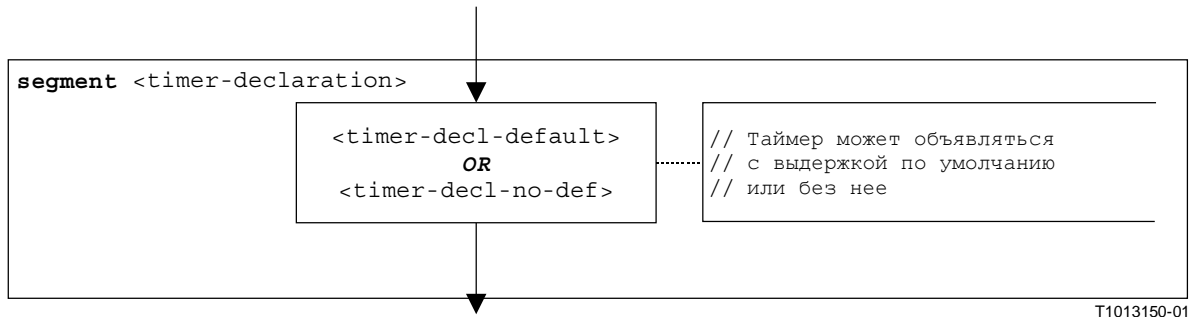 segment <timer-declaration>
<timer-decl-default>
OR
<timer-decl-no-def>
// Таймер может объявляться
// с выдержкой по умолчанию
// или без нее
T1013150-01